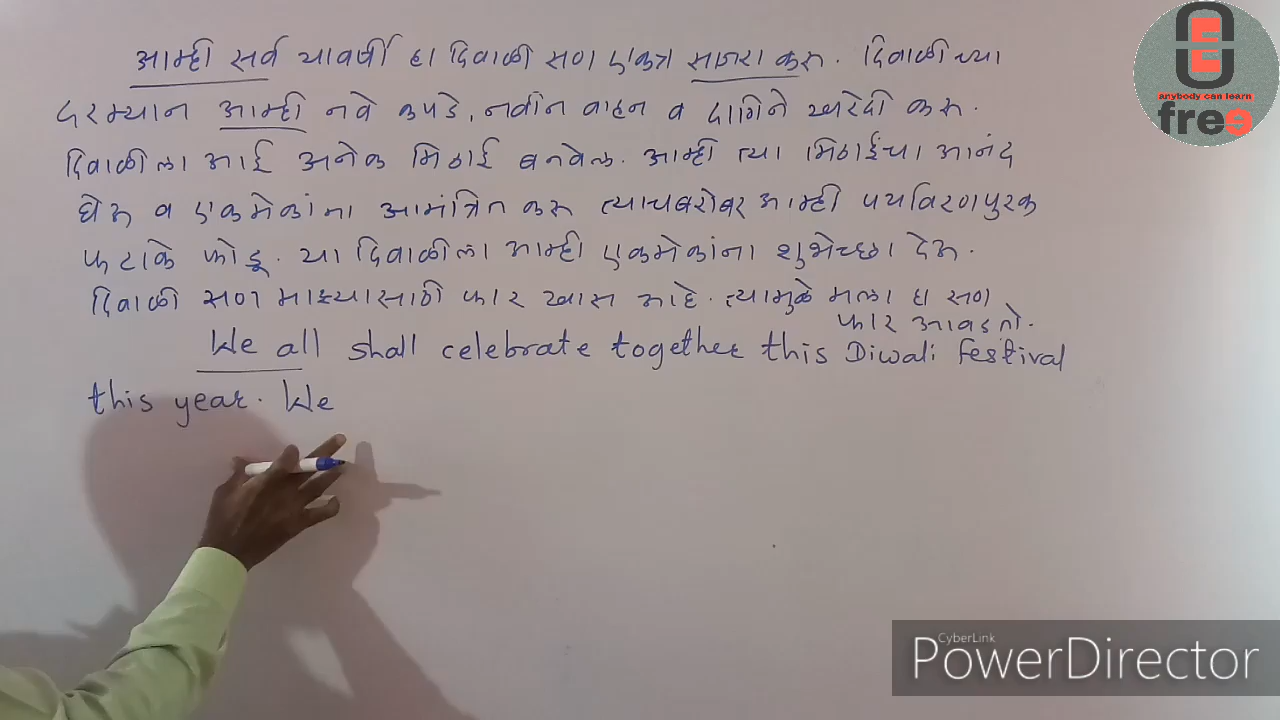 आम्ही सर्व यावर्षी हा दिवाळी सण एकत्र साजरा करू. दिवाळीच्या
दरम्यान आम्ही नवे कपडे, नवीन वाहन व दागिने खरेदी करू.
दिवाळीला आई अनेक मिठाई बनवेल. आम्ही त्या मिठाईंचा आनंद
घेऊ व एकमेकांना आमंत्रित करू त्याचबरोबर आम्ही पर्यावरणपुरक
फटाके फोडू. या दिवाळीला आम्ही एकमेकांना शुभेच्छा देऊ.
दिवाळी सण माझ्यासाठी फार खास आहे. त्यामुळे मला हा सण
फार आवडतो.
We all shall celebrate together this Diwali festival
this year. We
EE
anybody can learn
free
CyberLink
PowerDirector